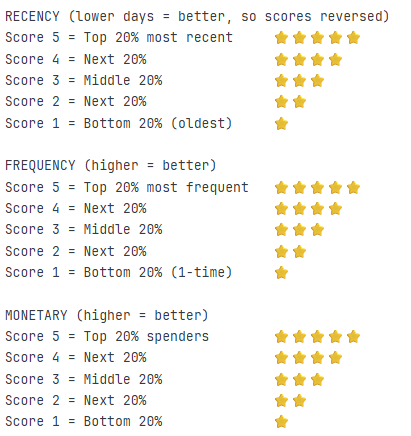 RECENCY (lower days = better, so scores reversed)
Score 5 = Top 20% most recent ⭐⭐⭐⭐⭐
Score 4 = Next 20% ⭐⭐⭐⭐
Score 3 = Middle 20% ⭐⭐⭐
Score 2 = Next 20% ⭐⭐
Score 1 = Bottom 20% (oldest) ⭐
FREQUENCY (higher = better)
Score 5 = Top 20% most frequent ⭐⭐⭐⭐⭐
Score 4 = Next 20% ⭐⭐⭐⭐
Score 3 = Middle 20% ⭐⭐⭐
Score 2 = Next 20% ⭐⭐
Score 1 = Bottom 20% (1-time) ⭐
MONETARY (higher = better)
Score 5 = Top 20% spenders ⭐⭐⭐⭐⭐
Score 4 = Next 20% ⭐⭐⭐⭐
Score 3 = Middle 20% ⭐⭐⭐
Score 2 = Next 20% ⭐⭐
Score 1 = Bottom 20% ⭐